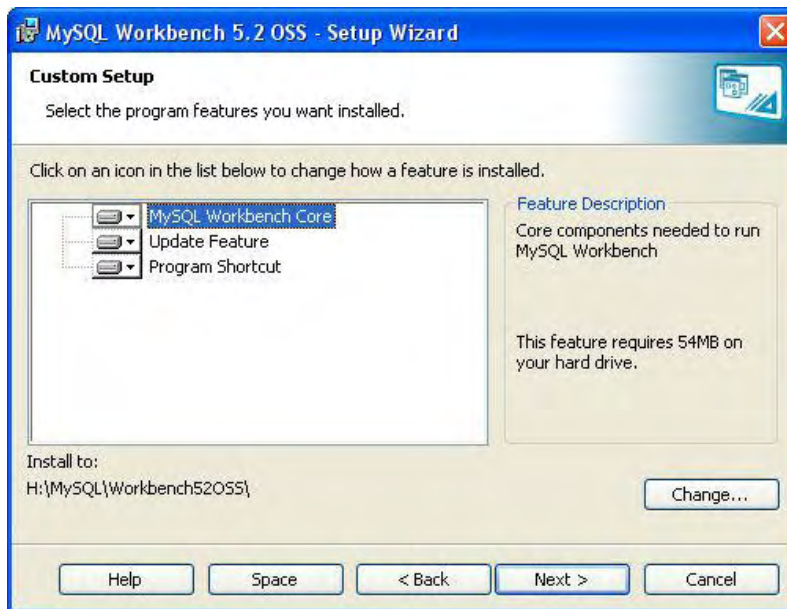 MySQL Workbench 5.2 OSS - Setup Wizard
Custom Setup
Select the program features you want installed.
Click on an icon in the list below to change how a feature is installed.
MySQL Workbench Core
Update Feature
Program Shortcut
Feature Description
Core components needed to run
MySQL Workbench
This feature requires 54MB on
your hard drive.
Install to:
H:\MySQL\Workbench52OSS\
Change...
Help
Space
< Back
Next >
Cancel